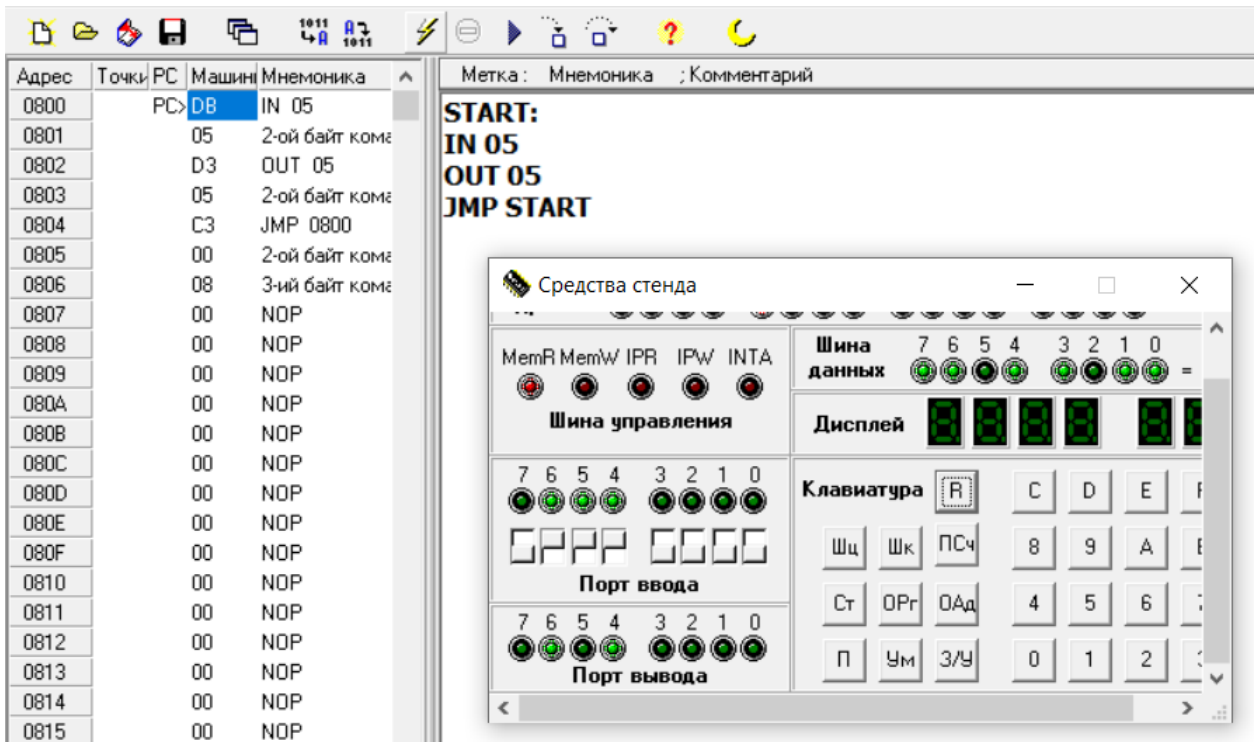 Адрес Точки PC Машин Мнемоника
0800 PC> DB IN 05
0801 05 2-ой байт кома
0802 D3 OUT 05
0803 05 2-ой байт кома
0804 C3 JMP 0800
0805 00 2-ой байт кома
0806 08 3-ий байт кома
0807 00 NOP
0808 00 NOP
0809 00 NOP
080A 00 NOP
080B 00 NOP
080C 00 NOP
080D 00 NOP
080E 00 NOP
080F 00 NOP
0810 00 NOP
0811 00 NOP
0812 00 NOP
0813 00 NOP
0814 00 NOP
0815 00 NOP
Метка: Мнемоника ;Комментарий
START:
IN 05
OUT 05
JMP START
Средства стенда
MemR MemW IPR IPW INTA
Шина управления
Шина данных 7 6 5 4 3 2 1 0 =
Дисплей
7 6 5 4 3 2 1 0
Порт ввода
7 6 5 4 3 2 1 0
Порт вывода
Клавиатура R C D E F
Шц Шк ПСч 8 9 A
Ст ОРг ОАд 4 5 6
П Ум З/У 0 1 2